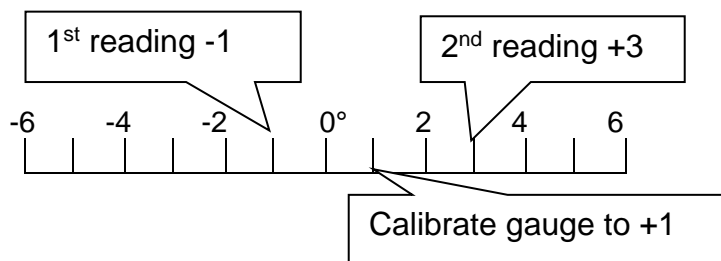 1st reading -1
2nd reading +3
-6 -4 -2 0° 2 4 6
Calibrate gauge to +1